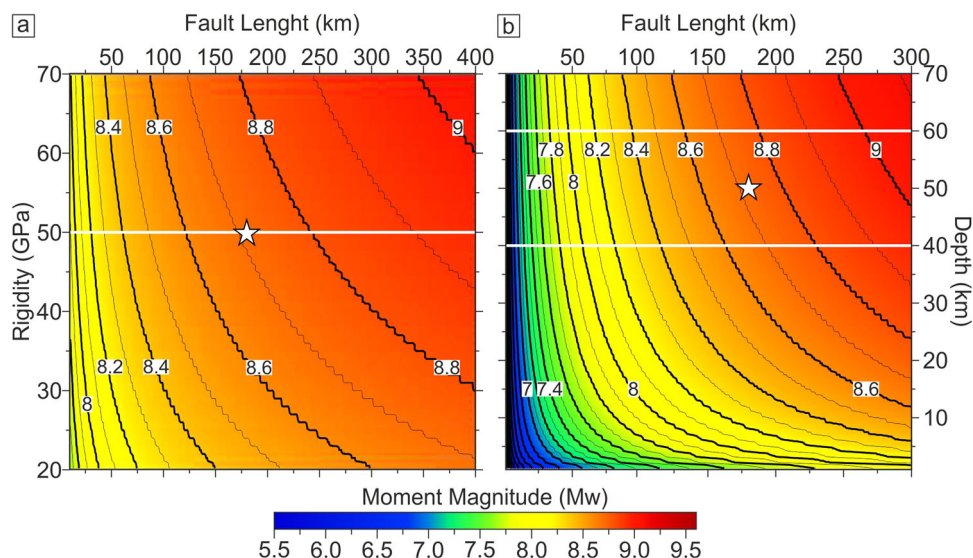 a Fault Lenght (km) b Fault Lenght (km)
50 100 150 200 250 300 350 400 50 100 150 200 250 300
70 70
8.4 8.6 8.8 9
60 60
7.8 8.2 8.4 8.6 8.8 9
7.6 8
50 50
Rigidity (GPa) Depth (km)
40 40
30 30
8.2 8.4 8.6 8.8
8
20
7 7.4 8 8.6
10
20
Moment Magnitude (Mw)
5.5 6.0 6.5 7.0 7.5 8.0 8.5 9.0 9.5